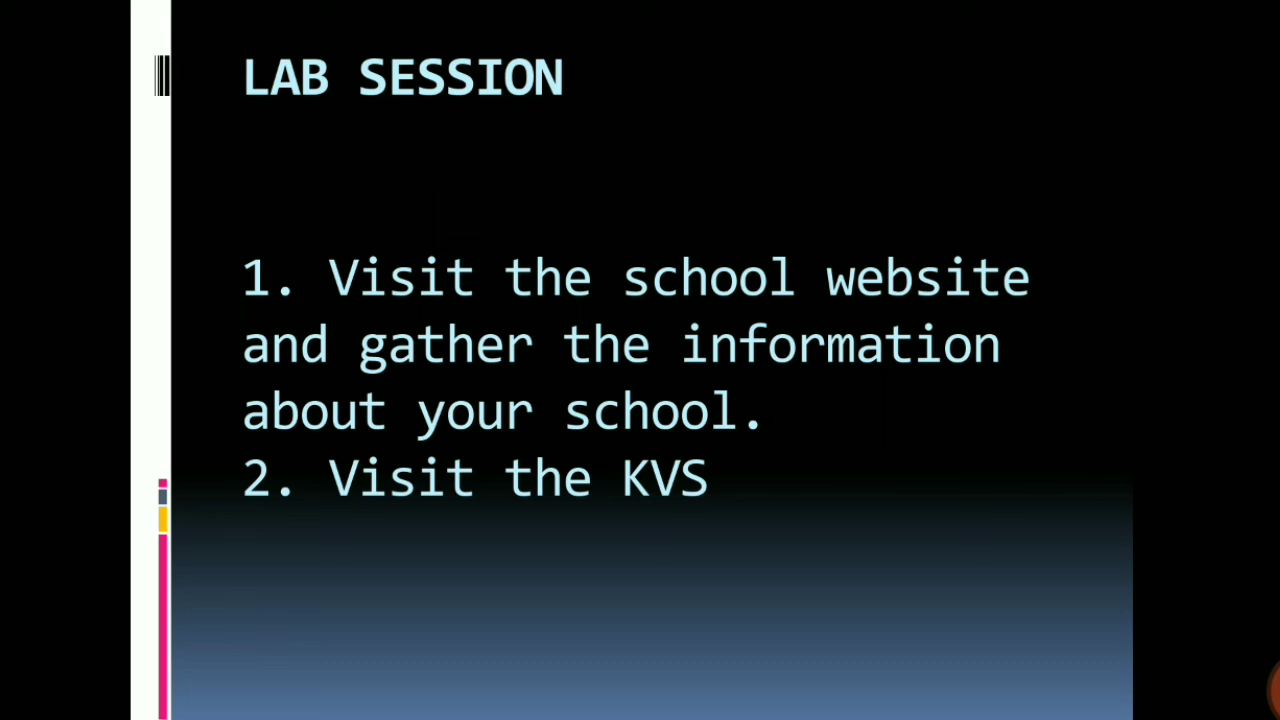 LAB SESSION
1. Visit the school website
and gather the information
about your school.
2. Visit the KVS